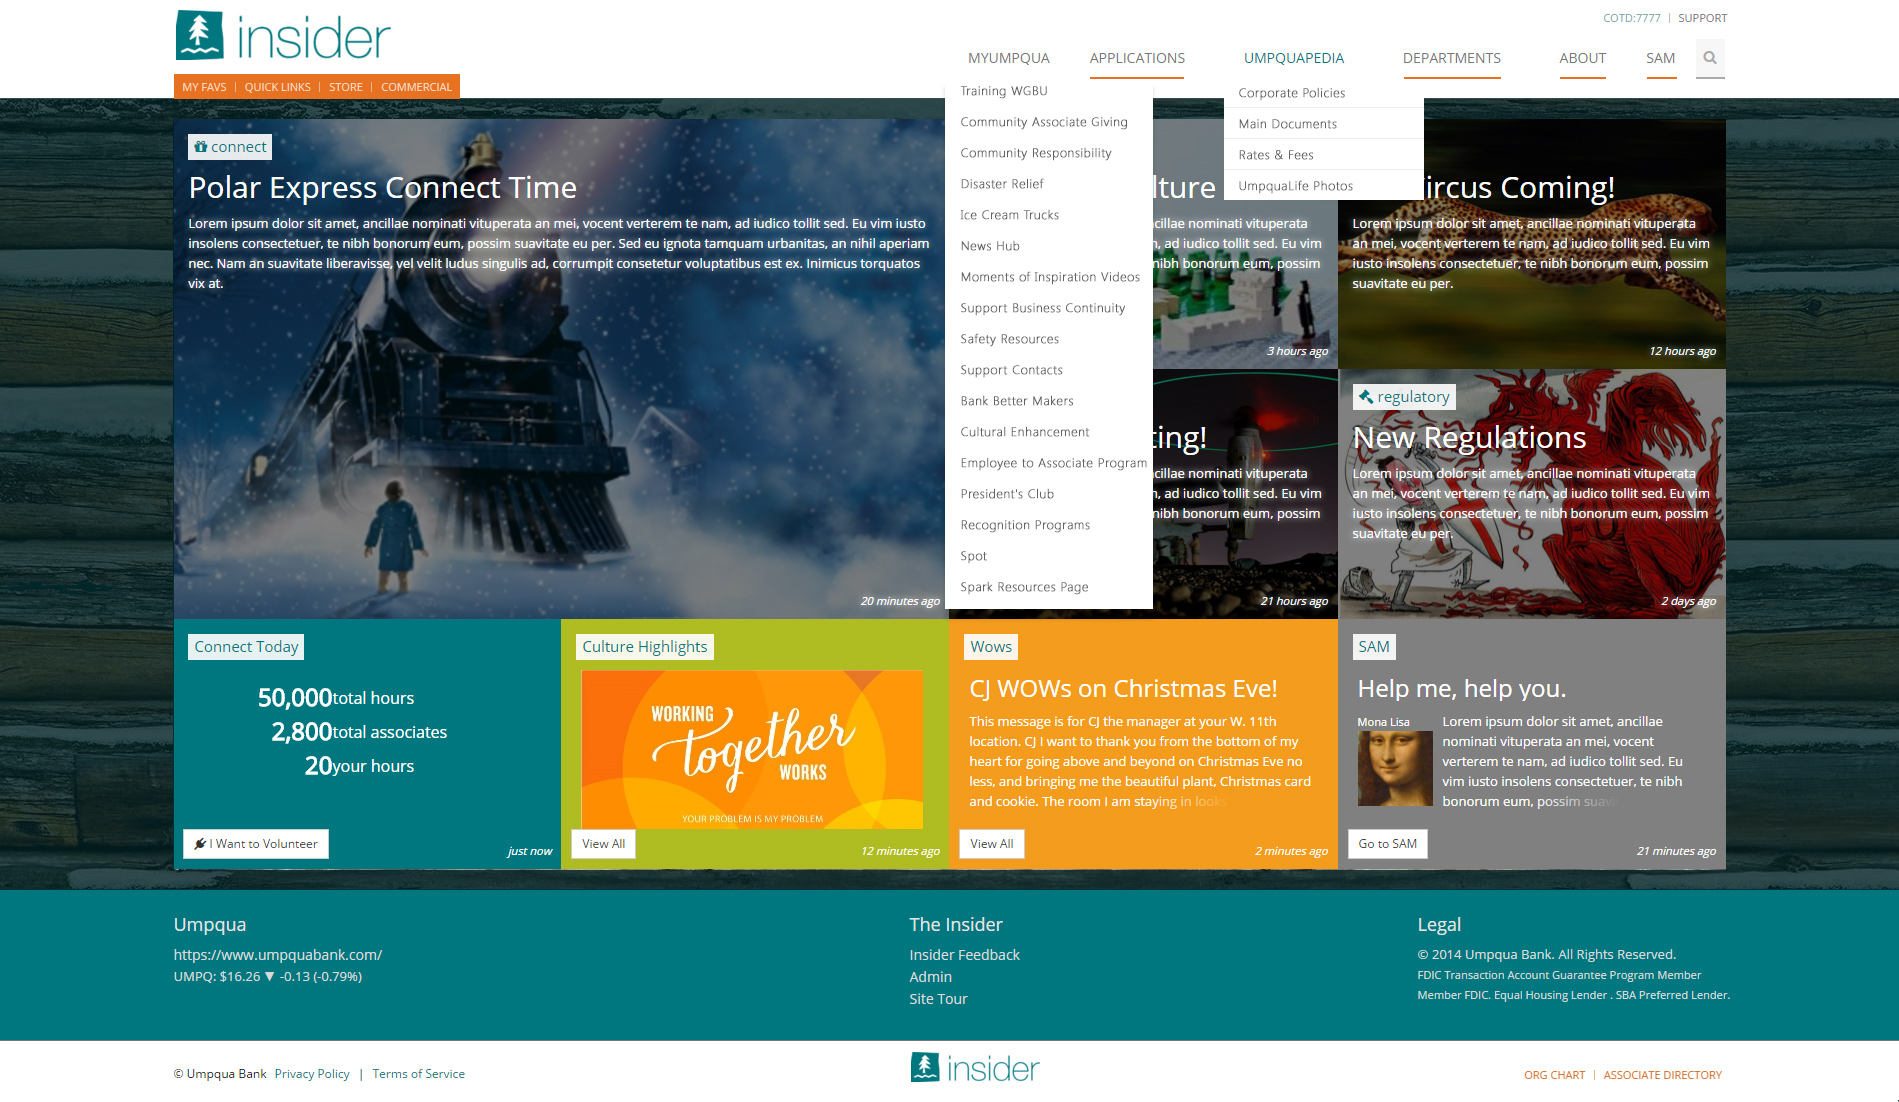 insider
COTD:7777 | SUPPORT
MYUMPQUA APPLICATIONS UMPQUAPEDIA DEPARTMENTS ABOUT SAM
MY FAVS | QUICK LINKS | STORE | COMMERCIAL
Training WGBU
Community Associate Giving
Community Responsibility
Disaster Relief
Ice Cream Trucks
News Hub
Moments of Inspiration Videos
Support Business Continuity
Safety Resources
Support Contacts
Bank Better Makers
Cultural Enhancement
Employee to Associate Program
President's Club
Recognition Programs
Spot
Spark Resources Page
Corporate Policies
Main Documents
Rates & Fees
UmpquaLife Photos
connect
Polar Express Connect Time
Lorem ipsum dolor sit amet, ancillae nominati vituperata an mei, vocent verterem te nam, ad iudico tollit sed. Eu vim iusto
insolens consectetuer, te nibh bonorum eum, possim suavitate eu per. Sed eu ignota tamquam urbanitas, an nihil aperiam
nec. Nam an suavitate liberavisse, vel velit ludus singulis ad, corrumpit consetetur voluptatibus est ex. Inimicus torquatos
vix at.
20 minutes ago
lture
ncillae nominati vituperata
n, ad iudico tollit sed. Eu vim
nibh bonorum eum, possim
3 hours ago
ircus Coming!
Lorem ipsum dolor sit amet, ancillae nominati vituperata
an mei, vocent verterem te nam, ad iudico tollit sed. Eu vim
iusto insolens consectetuer, te nibh bonorum eum, possim
suavitate eu per.
12 hours ago
ting!
ncillae nominati vituperata
n, ad iudico tollit sed. Eu vim
nibh bonorum eum, possim
21 hours ago
regulatory
New Regulations
Lorem ipsum dolor sit amet, ancillae nominati vituperata
an mei, vocent verterem te nam, ad iudico tollit sed. Eu vim
iusto insolens consectetuer, te nibh bonorum eum, possim
suavitate eu per.
2 days ago
Connect Today
50,000 total hours
2,800 total associates
20 your hours
I Want to Volunteer
just now
Culture Highlights
WORKING
together
WORKS
YOUR PROBLEM IS MY PROBLEM
View All
12 minutes ago
Wows
CJ WOWs on Christmas Eve!
This message is for CJ the manager at your W. 11th
location. CJ I want to thank you from the bottom of my
heart for going above and beyond on Christmas Eve no
less, and bringing me the beautiful plant, Christmas card
and cookie. The room I am staying in looks
View All
2 minutes ago
SAM
Help me, help you.
Mona Lisa
Lorem ipsum dolor sit amet, ancillae
nominati vituperata an mei, vocent
verterem te nam, ad iudico tollit sed. Eu
vim iusto insolens consectetuer, te nibh
bonorum eum, possim suavi
Go to SAM
21 minutes ago
Umpqua
https://www.umpquabank.com/
UMPQ: $16.26 ▼ -0.13 (-0.79%)
The Insider
Insider Feedback
Admin
Site Tour
Legal
© 2014 Umpqua Bank. All Rights Reserved.
FDIC Transaction Account Guarantee Program Member
Member FDIC. Equal Housing Lender . SBA Preferred Lender.
© Umpqua Bank Privacy Policy | Terms of Service
insider
ORG CHART | ASSOCIATE DIRECTORY